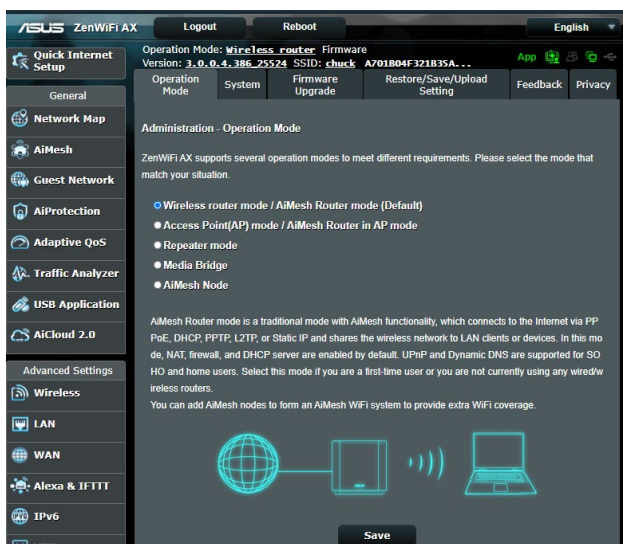 ASUS ZenWiFi AX Logout Reboot English
Quick Internet Setup
General
Network Map
AiMesh
Guest Network
AiProtection
Adaptive QoS
Traffic Analyzer
USB Application
AiCloud 2.0
Advanced Settings
Wireless
LAN
WAN
Alexa & IFTTT
IPv6
Operation Mode: Wireless router Firmware
Version: 3.0.0.4.386_25524 SSID: chuck A701B04F321B35A...
App
Operation Mode System Firmware Upgrade Restore/Save/Upload Setting Feedback Privacy
Administration - Operation Mode
ZenWiFi AX supports several operation modes to meet different requirements. Please select the mode that
match your situation.
Wireless router mode / AiMesh Router mode (Default)
Access Point(AP) mode / AiMesh Router in AP mode
Repeater mode
Media Bridge
AiMesh Node
AiMesh Router mode is a traditional mode with AiMesh functionality, which connects to the Internet via PP
PoE, DHCP, PPTP, L2TP, or Static IP and shares the wireless network to LAN clients or devices. In this mo
de, NAT, firewall, and DHCP server are enabled by default. UPnP and Dynamic DNS are supported for SO
HO and home users. Select this mode if you are a first-time user or you are not currently using any wired/w
ireless routers.
You can add AiMesh nodes to form an AiMesh WiFi system to provide extra WiFi coverage.
Save